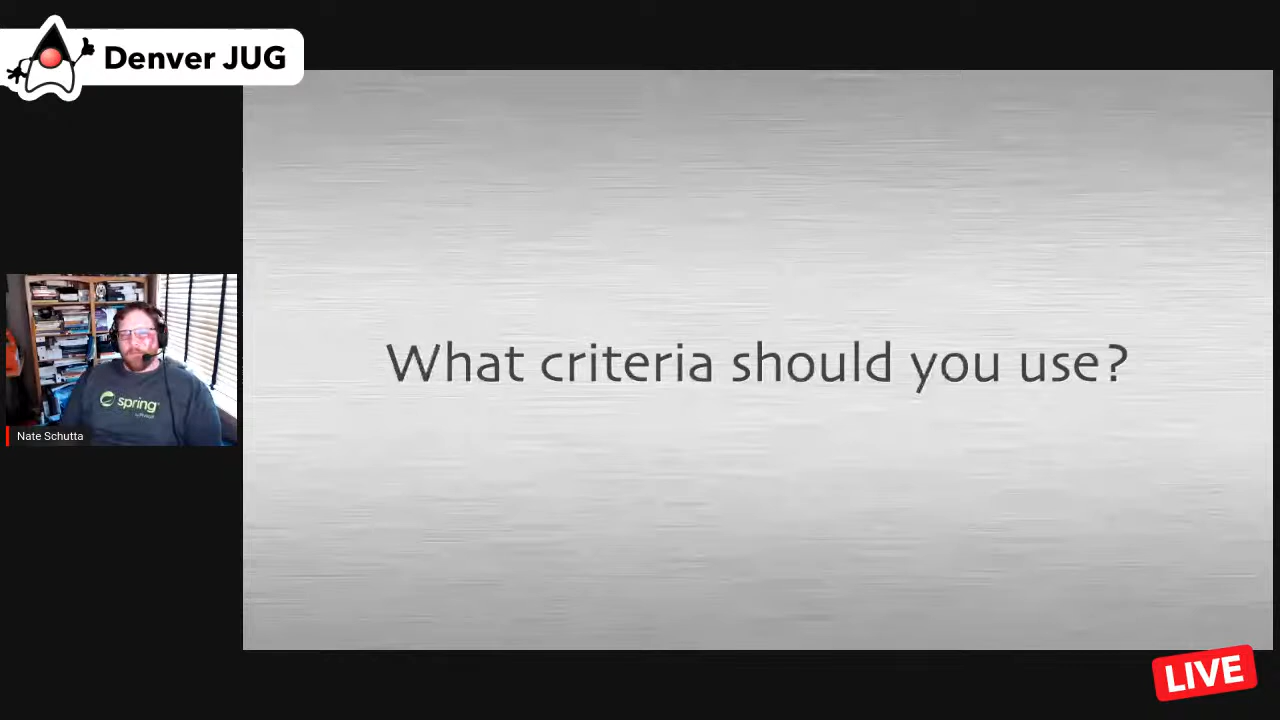 Denver JUG
What criteria should you use?
spring
Nate Schutta
LIVE